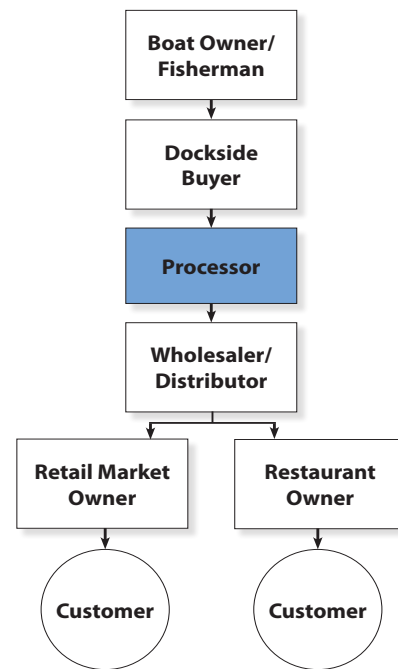 Boat Owner/
Fisherman
Dockside
Buyer
Processor
Wholesaler/
Distributor
Retail Market
Owner
Restaurant
Owner
Customer
Customer